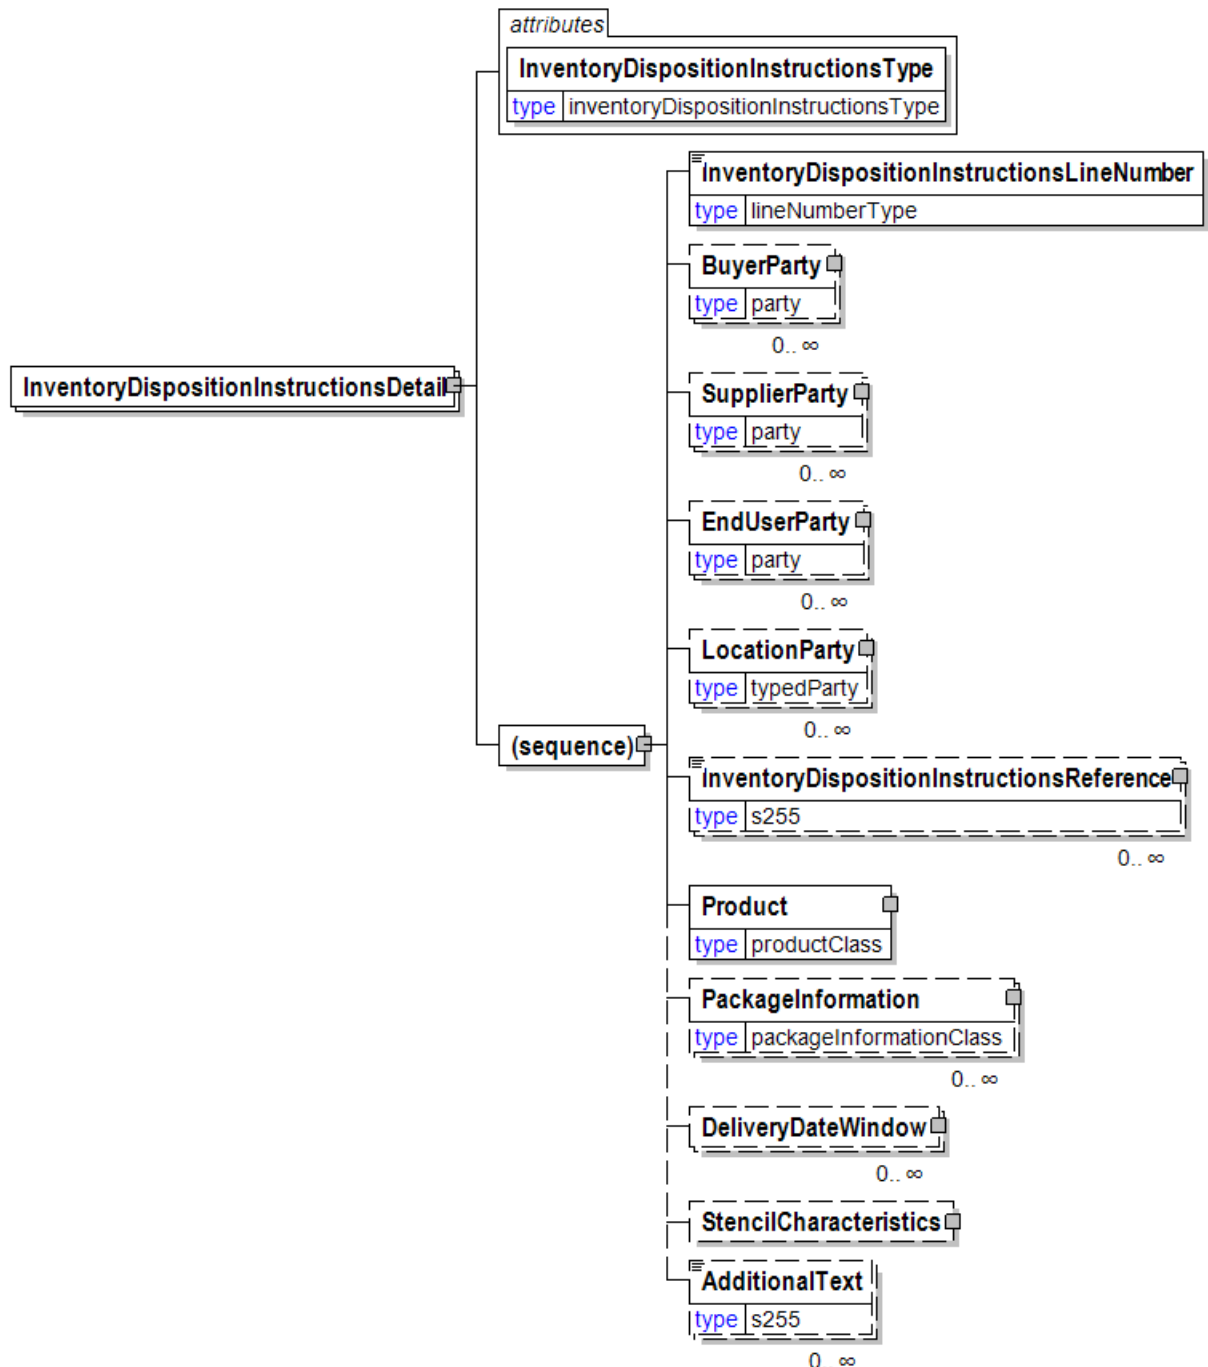 attributes
InventoryDispositionInstructionsType
type inventoryDispositionInstructionsType
InventoryDispositionInstructionsLineNumber
type lineNumberType
BuyerParty
type party
0.. ∞
InventoryDispositionInstructionsDetail
SupplierParty
type party
0.. ∞
EndUserParty
type party
0.. ∞
LocationParty
type typedParty
0.. ∞
(sequence)
InventoryDispositionInstructionsReference
type s255
0.. ∞
Product
type productClass
PackageInformation
type packageInformationClass
0.. ∞
DeliveryDateWindow
0.. ∞
StencilCharacteristics
AdditionalText
type s255
0.. ∞